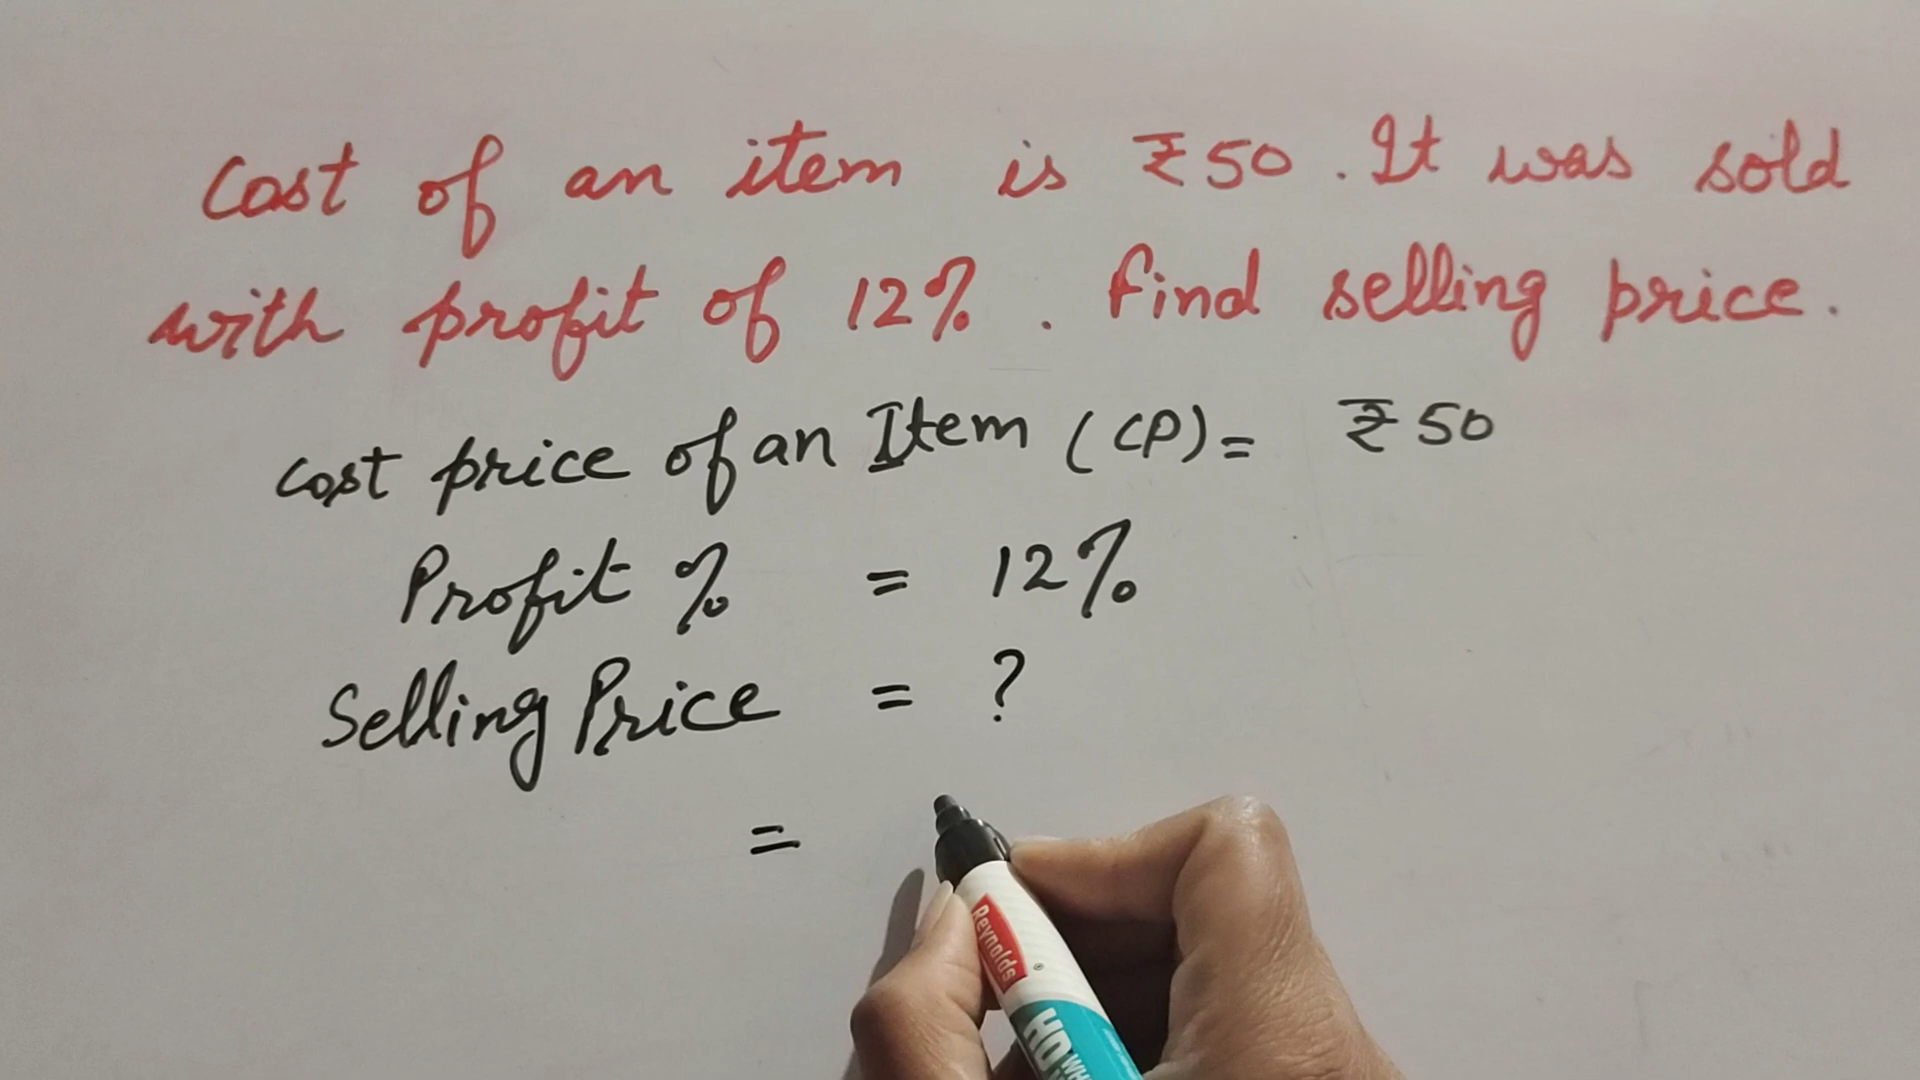 Cost of an item is ₹50. It was sold
with profit of 12%. Find selling price.
Cost price of an Item (CP) = ₹50
Profit % = 12%
Selling Price = ?
=
Reynolds